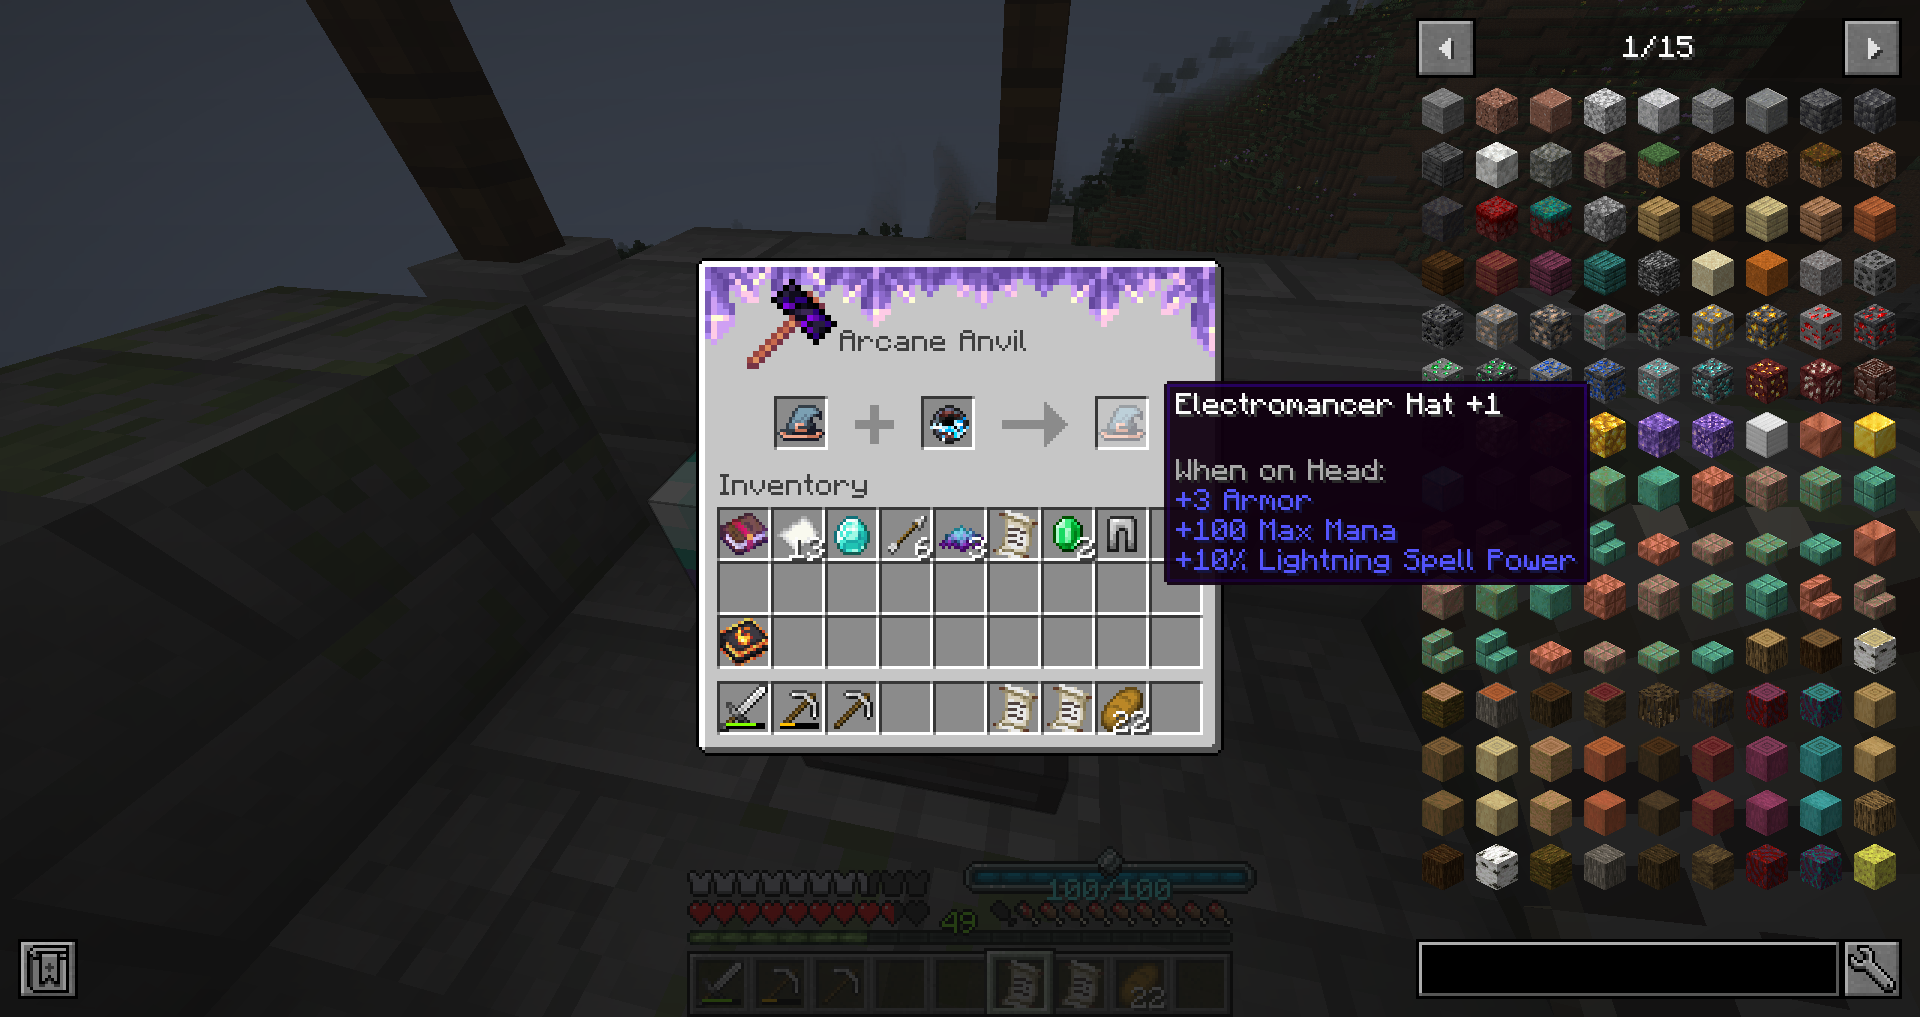 1/15
Arcane Anvil
Electromancer Hat +1
When on Head:
+3 Armor
+100 Max Mana
+10% Lightning Spell Power
Inventory
13
6
3
2
22
100/100
49
22